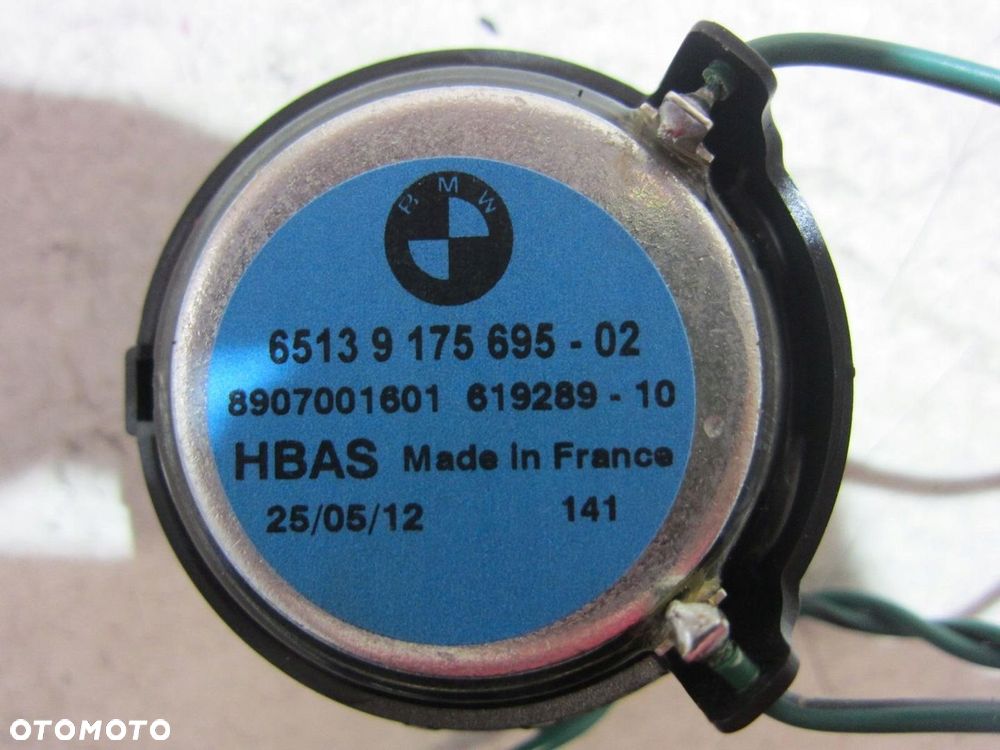 BMW
6513 9 175 695 - 02
8907001601 619289 - 10
HBAS Made in France
25/05/12 141
OTOMOTO